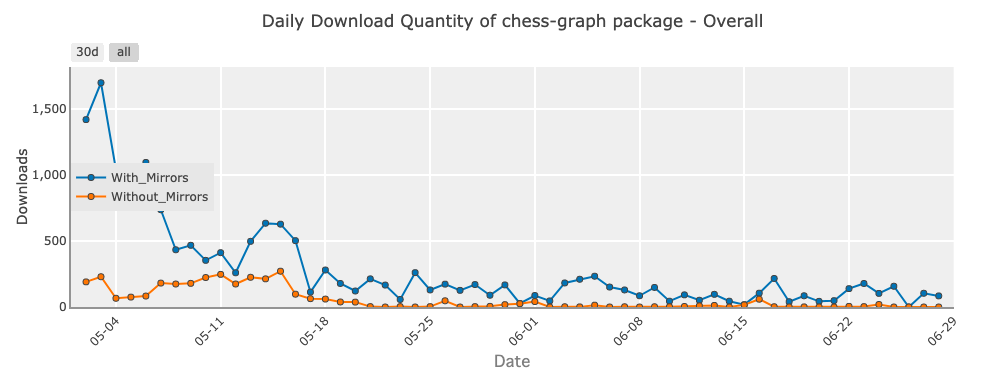 Daily Download Quantity of chess-graph package - Overall
30d all
1,500
1,000
500
0
Downloads
With_Mirrors
Without_Mirrors
05-04 05-11 05-18 05-25 06-01 06-08 06-15 06-22 06-29
Date